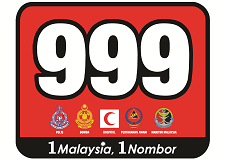 999
POLIS BOMBA HOSPITAL PERTAHANAN AWAM MARITIM MALAYSIA
1Malaysia, 1Nombor